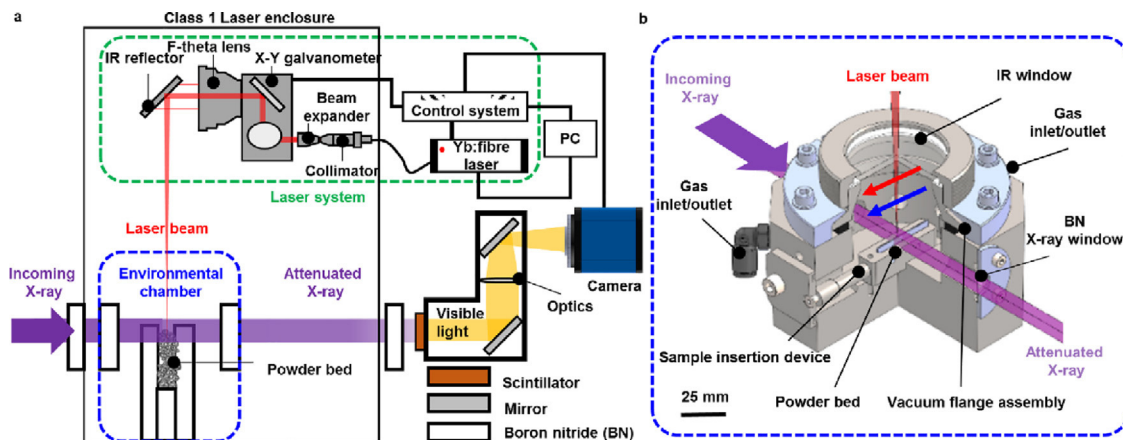 a
Class 1 Laser enclosure
F-theta lens
IR reflector
X-Y galvanometer
Beam
expander
Control system
Yb:fibre
laser
PC
Collimator
Laser system
Laser beam
Incoming
X-ray
Environmental
chamber
Attenuated
X-ray
Visible
light
Optics
Camera
Powder bed
Scintillator
Mirror
Boron nitride (BN)
b
Incoming
X-ray
Laser beam
IR window
Gas
inlet/outlet
Gas
inlet/outlet
BN
X-ray window
Sample insertion device
Powder bed
Vacuum flange assembly
Attenuated
X-ray
25 mm